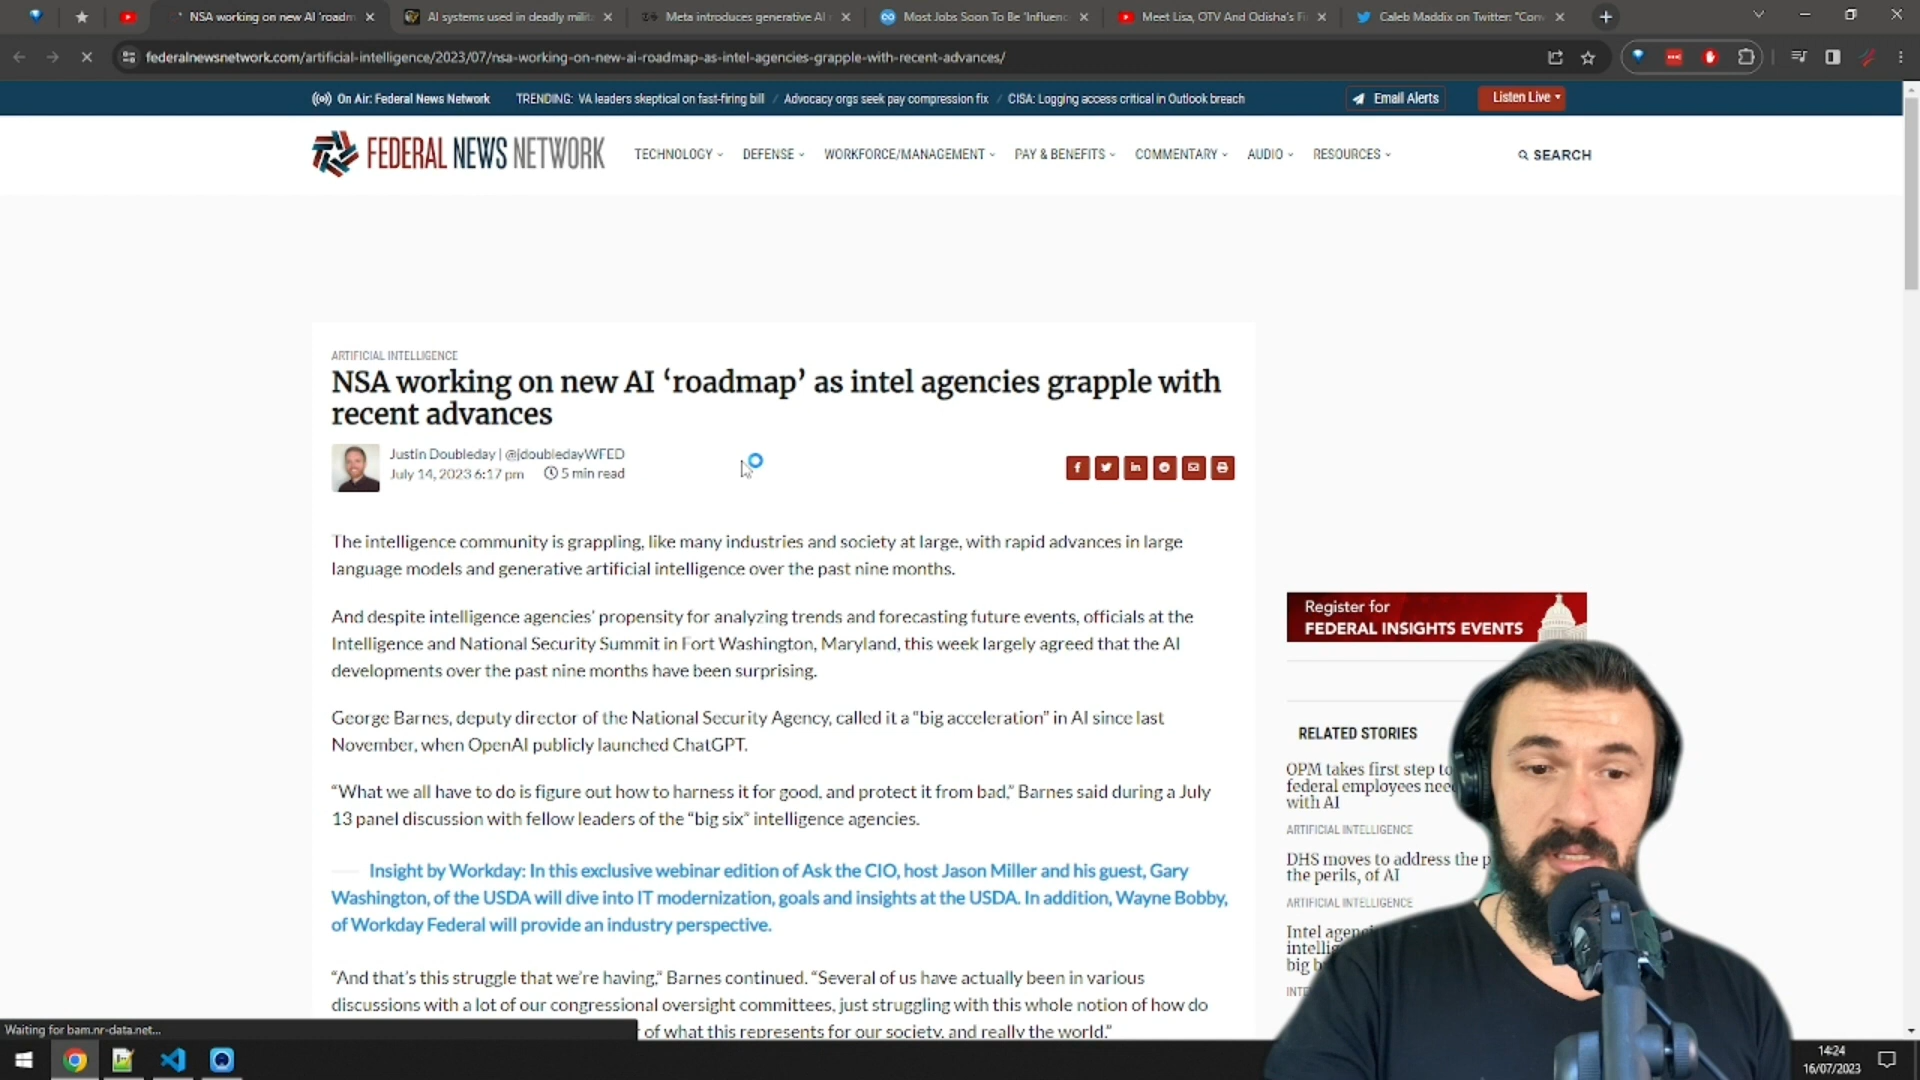 NSA working on new AI 'roadm
AI systems used in deadly milit
Meta introduces generative AI
Most Jobs Soon To Be 'Influenc
Meet Lisa, OTV And Odisha's Fi
Caleb Maddix on Twitter: "Con
federalnewsnetwork.com/artificial-intelligence/2023/07/nsa-working-on-new-ai-roadmap-as-intel-agencies-grapple-with-recent-advances/
On Air: Federal News Network
TRENDING: VA leaders skeptical on fast-firing bill / Advocacy orgs seek pay compression fix / CISA: Logging access critical in Outlook breach
Email Alerts
Listen Live
FEDERAL NEWS NETWORK
TECHNOLOGY
DEFENSE
WORKFORCE/MANAGEMENT
PAY & BENEFITS
COMMENTARY
AUDIO
RESOURCES
SEARCH
ARTIFICIAL INTELLIGENCE
NSA working on new AI ‘roadmap’ as intel agencies grapple with
recent advances
Justin Doubleday | @jdoubledayWFED
July 14, 2023 6:17 pm
5 min read
The intelligence community is grappling, like many industries and society at large, with rapid advances in large
language models and generative artificial intelligence over the past nine months.
And despite intelligence agencies’ propensity for analyzing trends and forecasting future events, officials at the
Intelligence and National Security Summit in Fort Washington, Maryland, this week largely agreed that the AI
developments over the past nine months have been surprising.
George Barnes, deputy director of the National Security Agency, called it a “big acceleration” in AI since last
November, when OpenAI publicly launched ChatGPT.
“What we all have to do is figure out how to harness it for good, and protect it from bad,” Barnes said during a July
13 panel discussion with fellow leaders of the “big six” intelligence agencies.
Insight by Workday: In this exclusive webinar edition of Ask the CIO, host Jason Miller and his guest, Gary
Washington, of the USDA will dive into IT modernization, goals and insights at the USDA. In addition, Wayne Bobby,
of Workday Federal will provide an industry perspective.
“And that’s this struggle that we’re having,” Barnes continued. “Several of us have actually been in various
discussions with a lot of our congressional oversight committees, just struggling with this whole notion of how do
of what this represents for our society, and really the world.”
Register for
FEDERAL INSIGHTS EVENTS
RELATED STORIES
OPM takes first step to
federal employees nee
with AI
ARTIFICIAL INTELLIGENCE
DHS moves to address the p
the perils, of AI
ARTIFICIAL INTELLIGENCE
Intel agenc
intellig
big b
INTE
Waiting for bam.nr-data.net...
14:24
16/07/2023